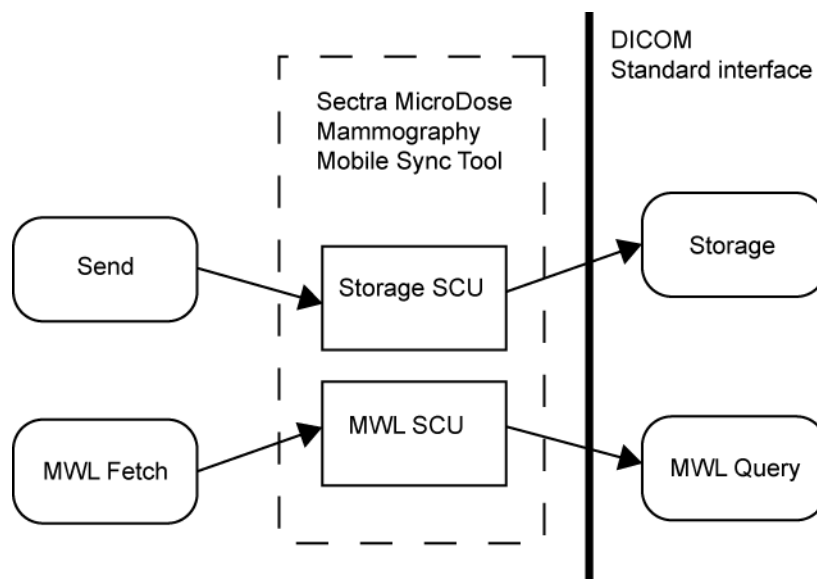 DICOM
Standard interface
Sectra MicroDose
Mammography
Mobile Sync Tool
Send
Storage SCU
Storage
MWL Fetch
MWL SCU
MWL Query